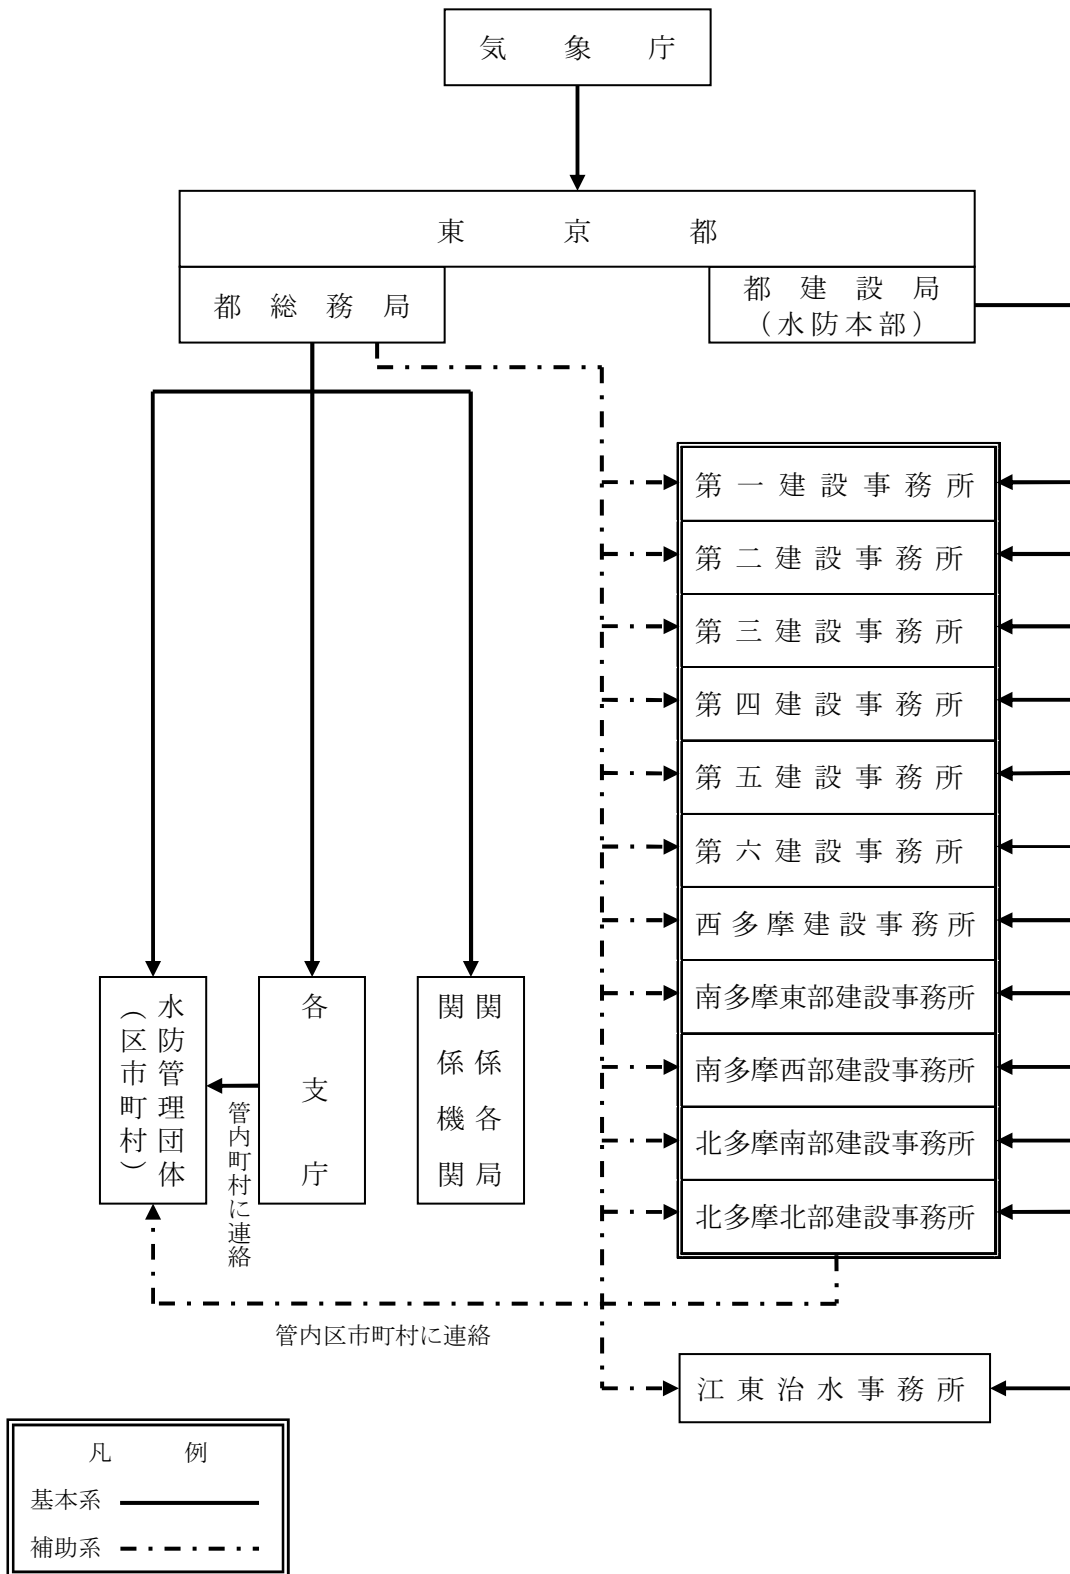 気象庁
東京都
都総務局
都建設局
（水防本部）
第一建設事務所
第二建設事務所
第三建設事務所
第四建設事務所
第五建設事務所
第六建設事務所
西多摩建設事務所
南多摩東部建設事務所
南多摩西部建設事務所
北多摩南部建設事務所
北多摩北部建設事務所
水防管理団体
（区市町村）
管内町村に連絡
各支庁
関係各局
関係機関
管内区市町村に連絡
江東治水事務所
凡例
基本系
補助系